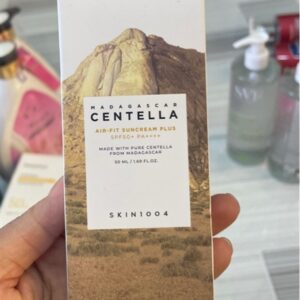 MADAGASCAR
CENTELLA
AIR-FIT SUNCREAM PLUS
SPF50+ PA++++
MADE WITH PURE CENTELLA
FROM MADAGASCAR
50 ML / 1.69 FL.OZ.
SKIN1004